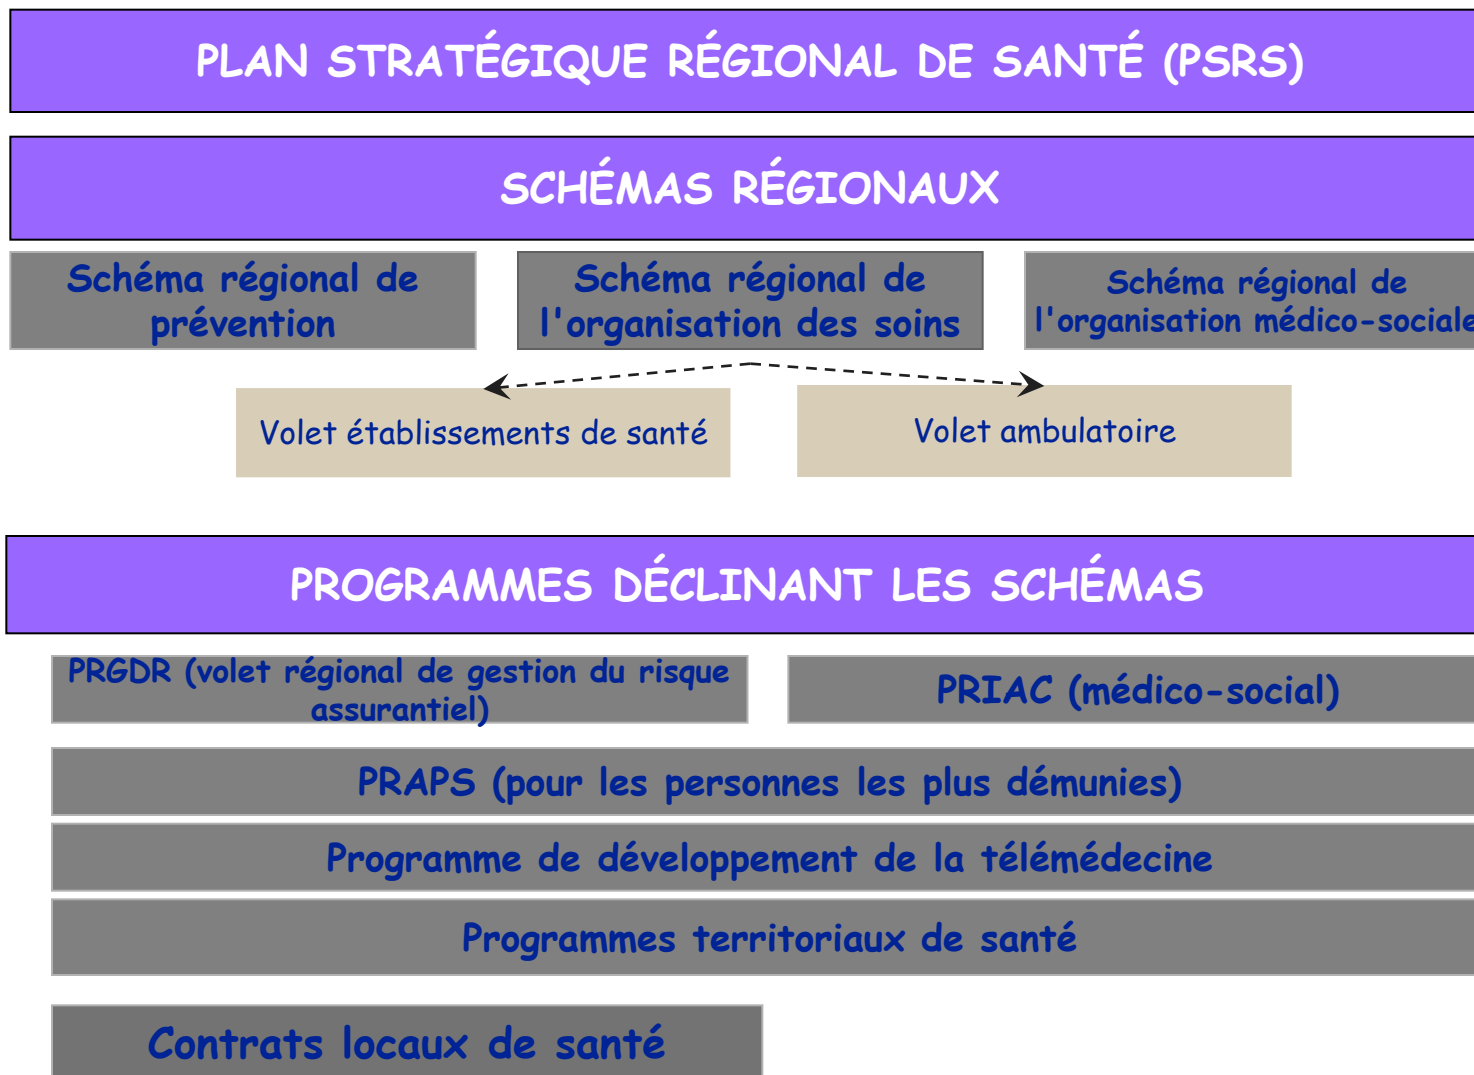 PLAN STRATÉGIQUE RÉGIONAL DE SANTÉ (PSRS)
SCHÉMAS RÉGIONAUX
Schéma régional de
prévention
Schéma régional de
l'organisation des soins
Schéma régional de
l'organisation médico-sociale
Volet établissements de santé
Volet ambulatoire
PROGRAMMES DÉCLINANT LES SCHÉMAS
PRGDR (volet régional de gestion du risque
assurantiel)
PRIAC (médico-social)
PRAPS (pour les personnes les plus démunies)
Programme de développement de la télémédecine
Programmes territoriaux de santé
Contrats locaux de santé